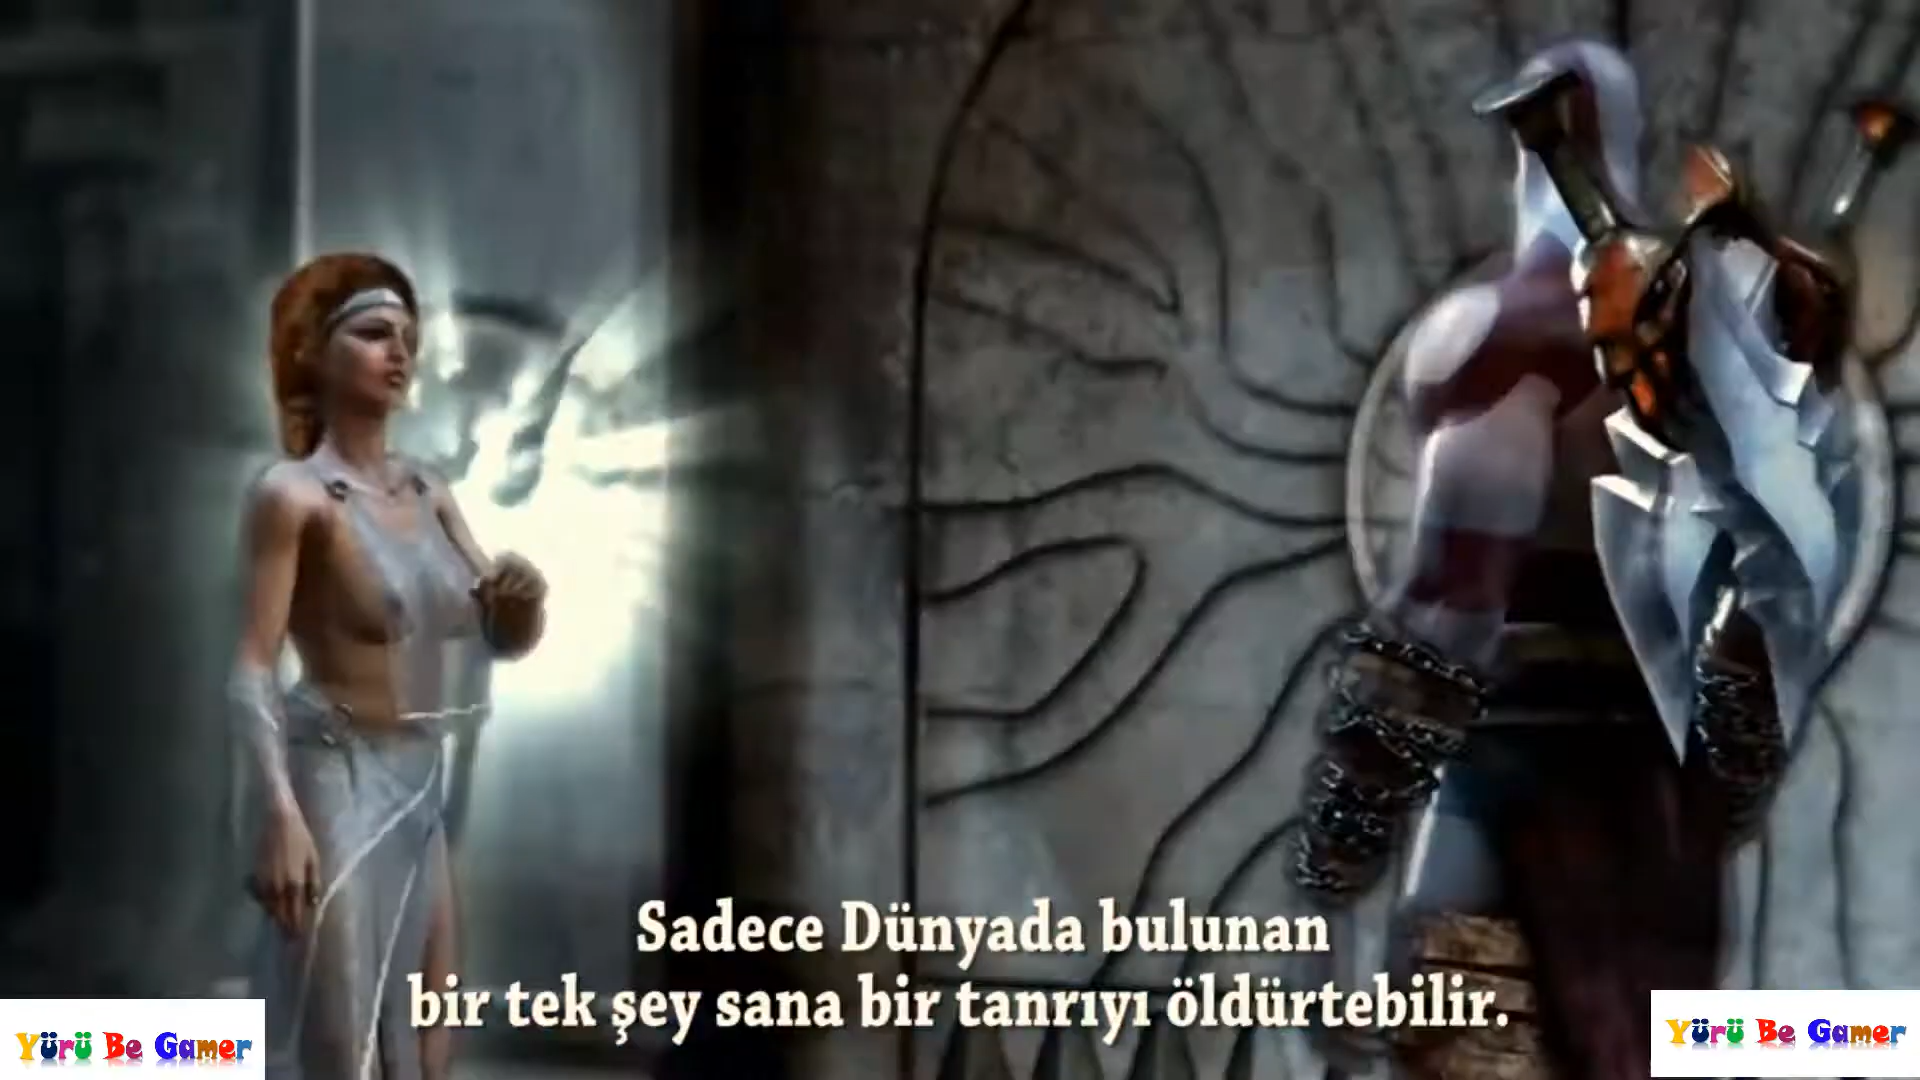 Sadece Dünyada bulunan
bir tek şey sana bir tanrıyı öldürtebilir.
Yürü Be Gamer
Yürü Be Gamer